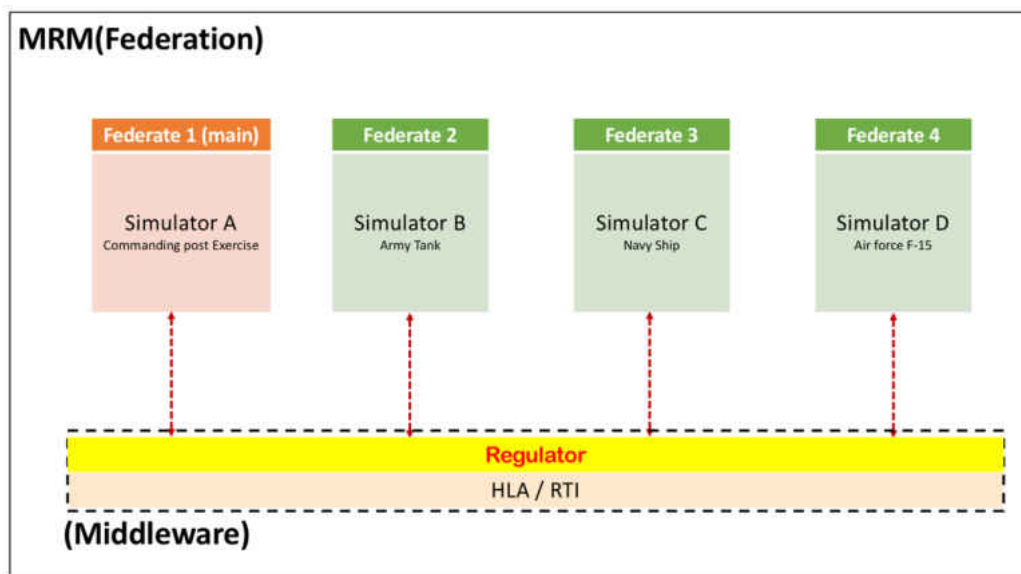 MRM(Federation)
Federate 1 (main)
Federate 2
Federate 3
Federate 4
Simulator A
Commanding post Exercise
Simulator B
Army Tank
Simulator C
Navy Ship
Simulator D
Air force F-15
Regulator
HLA / RTI
(Middleware)